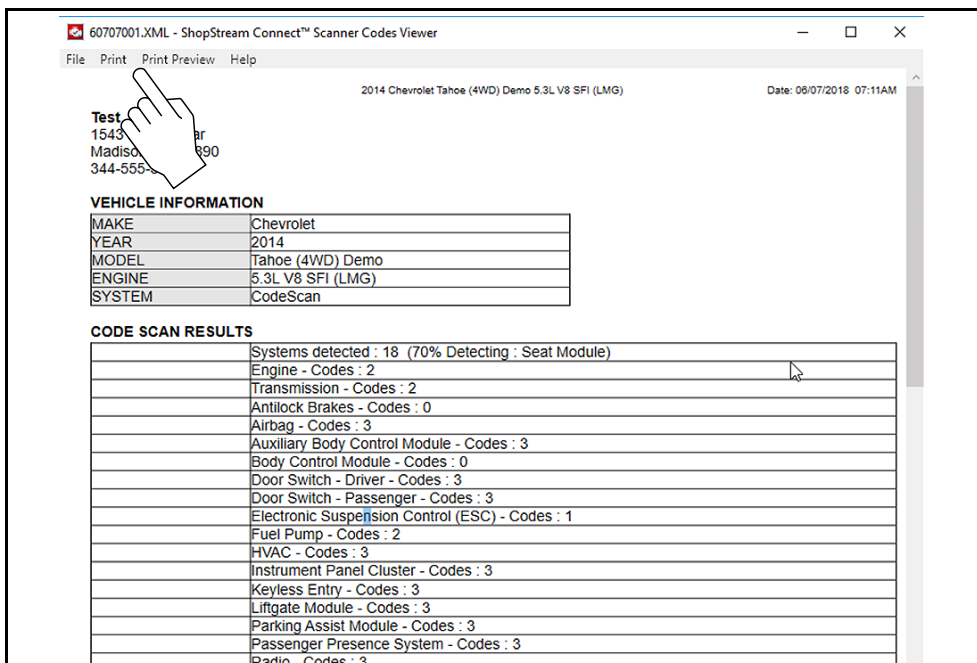 60707001.XML - ShopStream Connect™ Scanner Codes Viewer
File Print Print Preview Help
2014 Chevrolet Tahoe (4WD) Demo 5.3L V8 SFI (LMG) Date: 06/07/2018 07:11AM
Test
1543 ar
Madiso 390
344-555-
VEHICLE INFORMATION
MAKE Chevrolet
YEAR 2014
MODEL Tahoe (4WD) Demo
ENGINE 5.3L V8 SFI (LMG)
SYSTEM CodeScan
CODE SCAN RESULTS
Systems detected : 18 (70% Detecting : Seat Module)
Engine - Codes : 2
Transmission - Codes : 2
Antilock Brakes - Codes : 0
Airbag - Codes : 3
Auxiliary Body Control Module - Codes : 3
Body Control Module - Codes : 0
Door Switch - Driver - Codes : 3
Door Switch - Passenger - Codes : 3
Electronic Suspension Control (ESC) - Codes : 1
Fuel Pump - Codes : 2
HVAC - Codes : 3
Instrument Panel Cluster - Codes : 3
Keyless Entry - Codes : 3
Liftgate Module - Codes : 3
Parking Assist Module - Codes : 3
Passenger Presence System - Codes : 3
Radio - Codes : 3